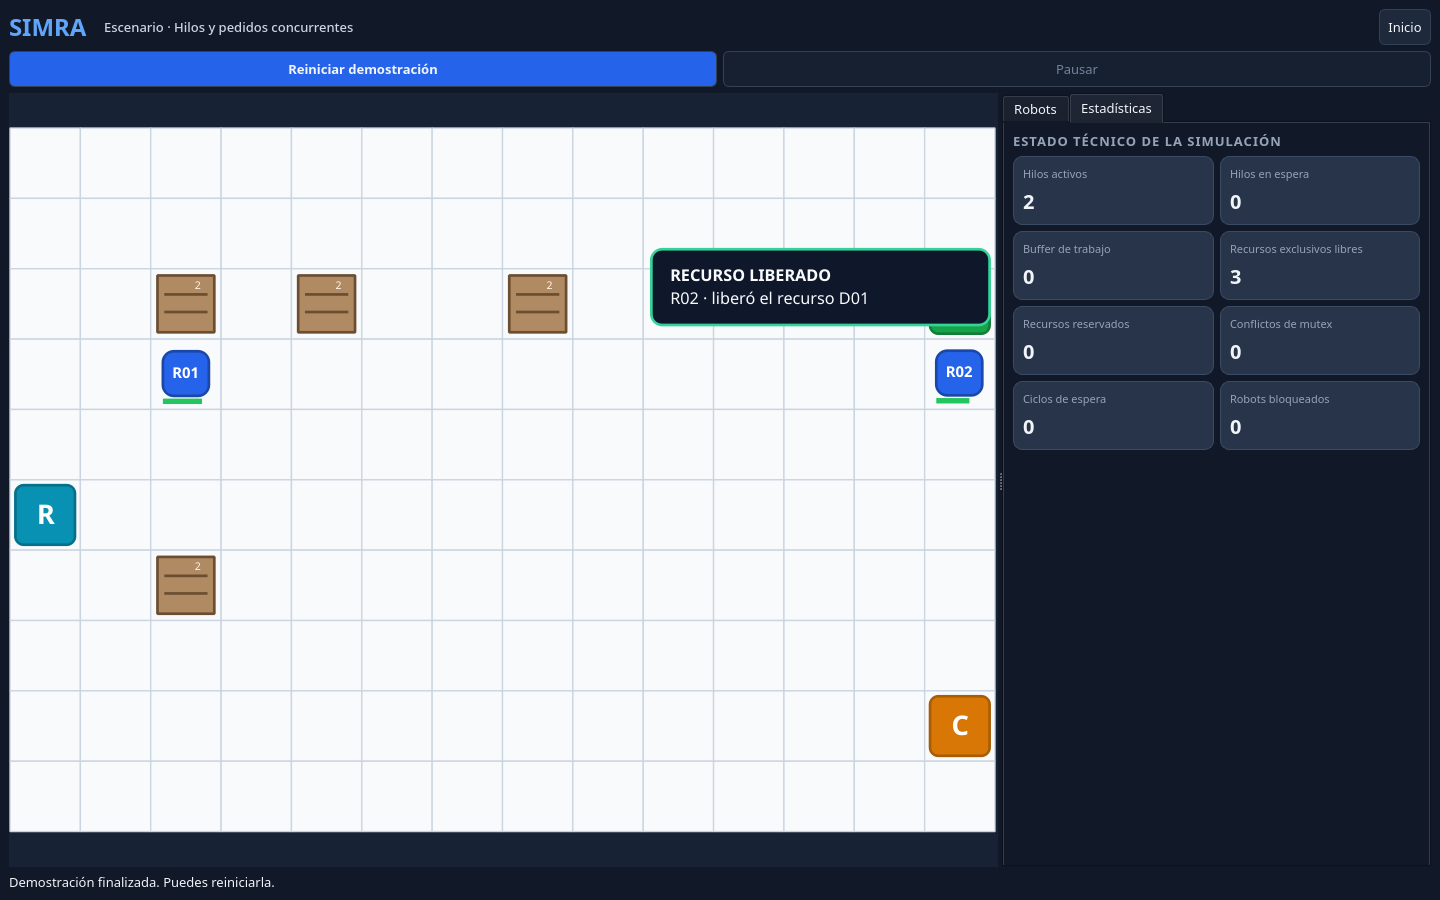 SIMRA
Escenario · Hilos y pedidos concurrentes
Inicio
Reiniciar demostración
Pausar
Robots
Estadísticas
ESTADO TÉCNICO DE LA SIMULACIÓN
Hilos activos
2
Hilos en espera
0
Buffer de trabajo
0
Recursos exclusivos libres
3
Recursos reservados
0
Conflictos de mutex
0
Ciclos de espera
0
Robots bloqueados
0
2
2
2
RECURSO LIBERADO
R02 · liberó el recurso D01
R01
R02
R
2
C
Demostración finalizada. Puedes reiniciarla.